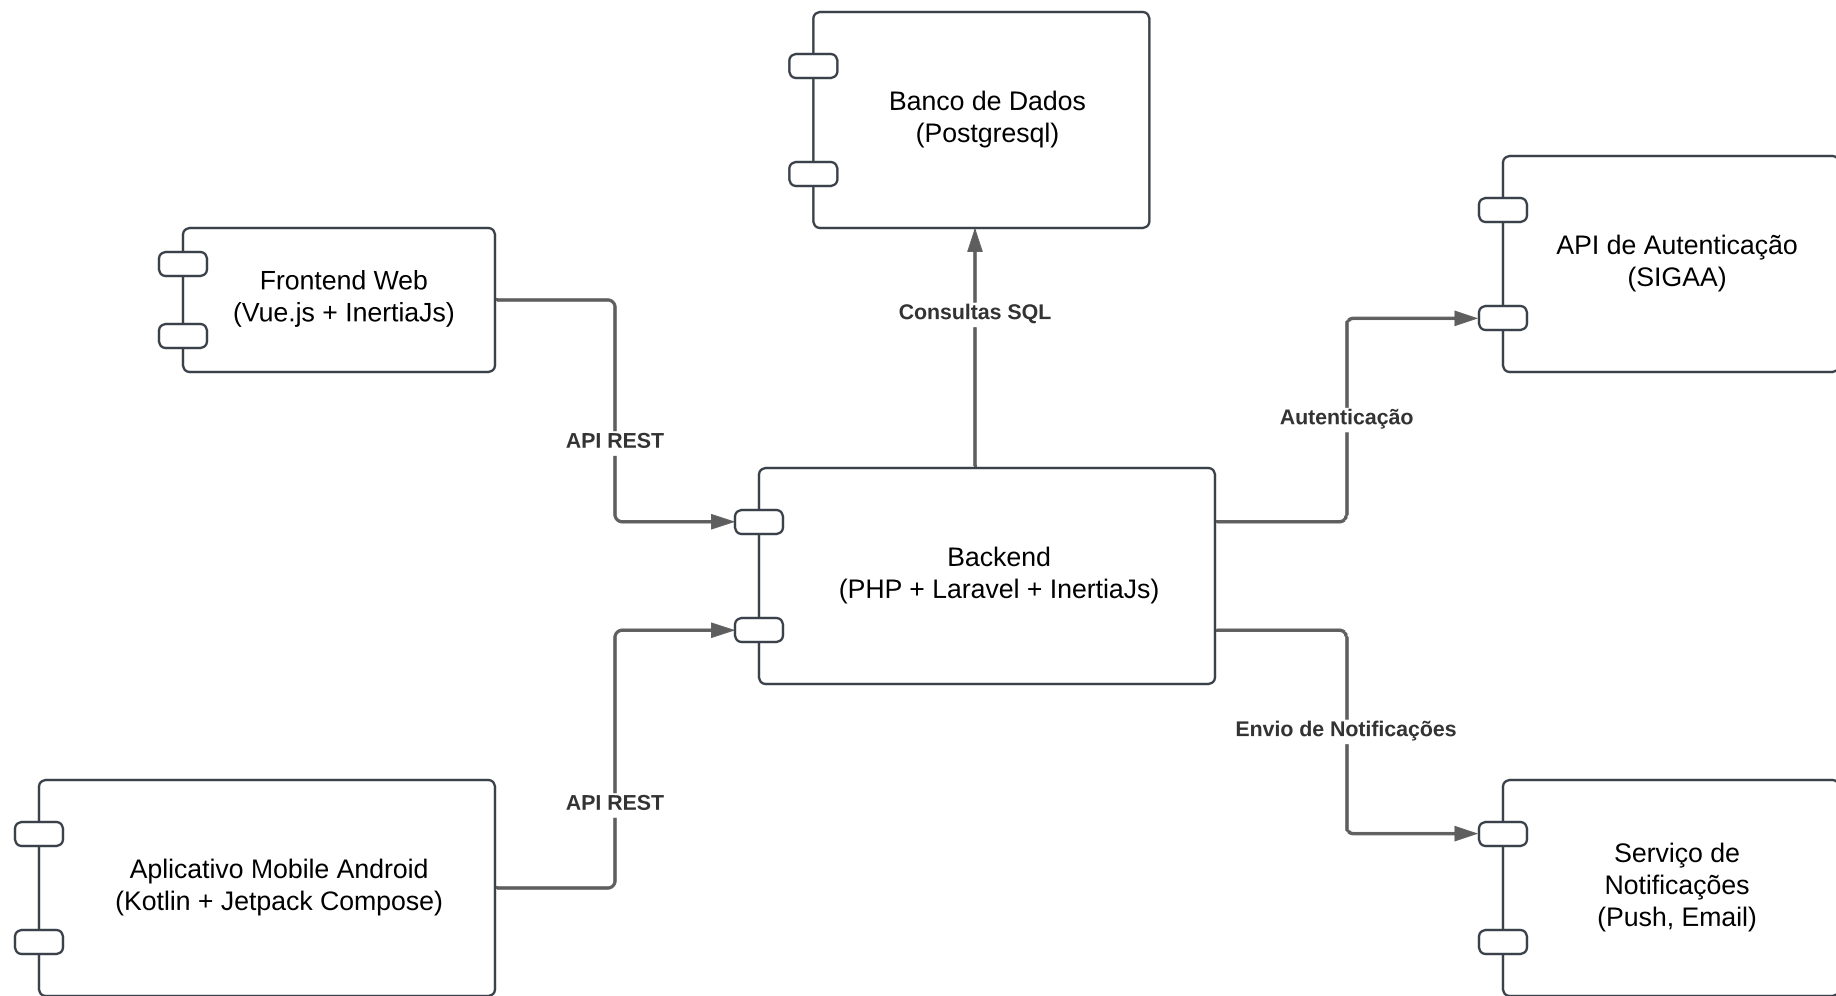 Banco de Dados
(Postgresql)
API de Autenticação
(SIGAA)
Frontend Web
(Vue.js + InertiaJs)
Consultas SQL
Autenticação
API REST
Backend
(PHP + Laravel + InertiaJs)
Envio de Notificações
API REST
Aplicativo Mobile Android
(Kotlin + Jetpack Compose)
Serviço de
Notificações
(Push, Email)